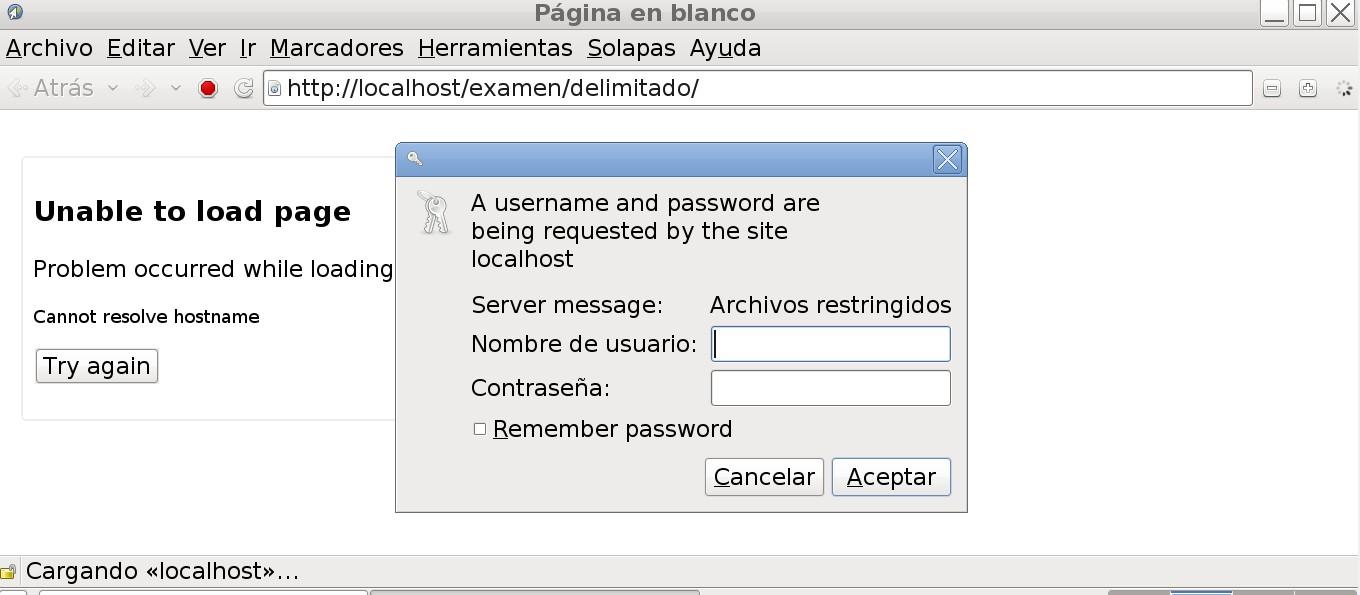 Página en blanco
Archivo Editar Ver Ir Marcadores Herramientas Solapas Ayuda
Atrás http://localhost/examen/delimitado/
Unable to load page
Problem occurred while loading
Cannot resolve hostname
Try again
A username and password are
being requested by the site
localhost
Server message: Archivos restringidos
Nombre de usuario:
Contraseña:
Remember password
Cancelar Aceptar
Cargando «localhost»...